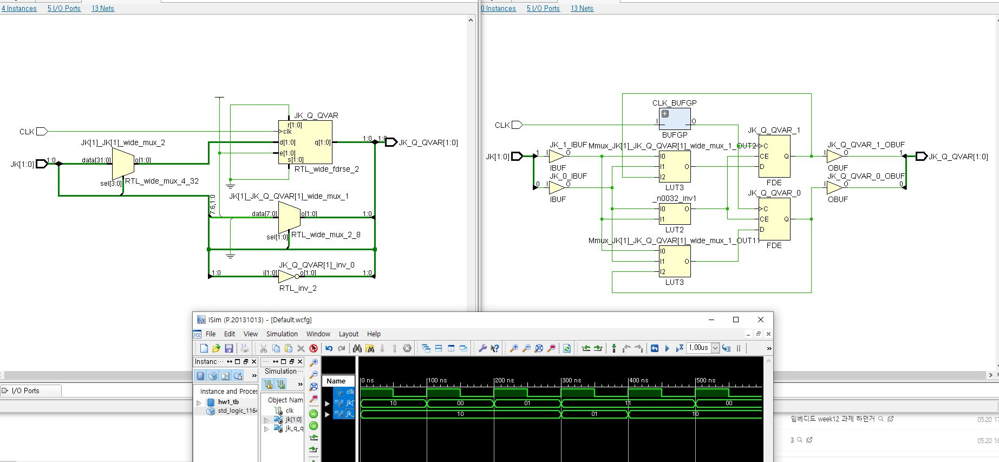 4 Instances 5 I/O Ports 13 Nets
CLK
JK[1:0]
1:0
JK[1]_JK[1]_wide_mux_2
data[31:0] o[1:0]
sel[3:0]
RTL_wide_mux_4_32
JK_Q_QVAR
r[1:0]
clk
d[1:0] q[1:0]
e[1:0]
s[1:0]
RTL_wide_fdrse_2
1:0 1:0
JK_Q_QVAR[1:0]
JK[1]_JK_Q_QVAR[1]_wide_mux_1
7:6,1:0
data[7:0] o[1:0]
1:0
sel[1:0]
RTL_wide_mux_2_8
JK_Q_QVAR[1]_inv_0
1:0 i[1:0] o[1:0] 1:0
RTL_inv_2
I/O Ports
0 Instances 5 I/O Ports 13 Nets
CLK
CLK_BUFGP
I O
BUFGP
JK[1:0]
1
0
JK_1_IBUF
I O
IBUF
JK_0_IBUF
I O
IBUF
Mmux_JK[1]_JK_Q_QVAR[1]_wide_mux_1_OUT21
I0
I1 O
I2
LUT3
_n0032_inv1
I0 O
I1
LUT2
Mmux_JK[1]_JK_Q_QVAR[1]_wide_mux_1_OUT11
I0
I1 O
I2
LUT3
JK_Q_QVAR_1
C
CE Q
D
FDE
JK_Q_QVAR_0
C
CE Q
D
FDE
JK_Q_QVAR_1_OBUF
I O 1
OBUF
JK_Q_QVAR_0_OBUF
I O 0
OBUF
JK_Q_QVAR[1:0]
ISim (P.20131013) - [Default.wcfg]
File Edit View Simulation Window Layout Help
1,00us
Instanc···
Instance and Proces
hw1_tb
std_logic_1164
Simulation···
Object Nam
clk
jk[1:0]
jk_q_q
Name
clk
jk[
jk_
0 ns 100 ns 200 ns 300 ns 400 ns 500 ns
10 00 01 11 00
10 01 10
임베디드 week12 과제 하던거 05.20 17
3 05.20 16